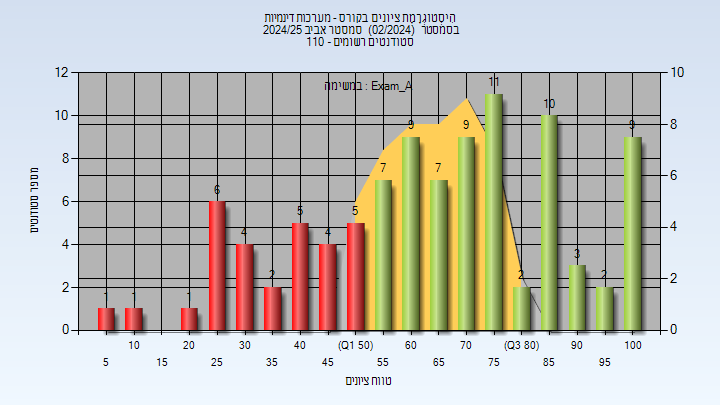 היסטוגרמת ציונים בקורס - מערכות דינמיות
בסמסטר (02/2024) סמסטר אביב 2024/25
סטודנטים רשומים - 110
במשימה : Exam_A
12 10
10 8
8 6
6 4
4 2
2 0
0
מספר סטודנטים
1 1 1 6 4 2 5 4 5 7 9 7 9 11 2 10 3 2 9
10 20 30 40 (Q1 50) 60 70 (Q3 80) 90 100
5 15 25 35 45 55 65 75 85 95
טווח ציונים